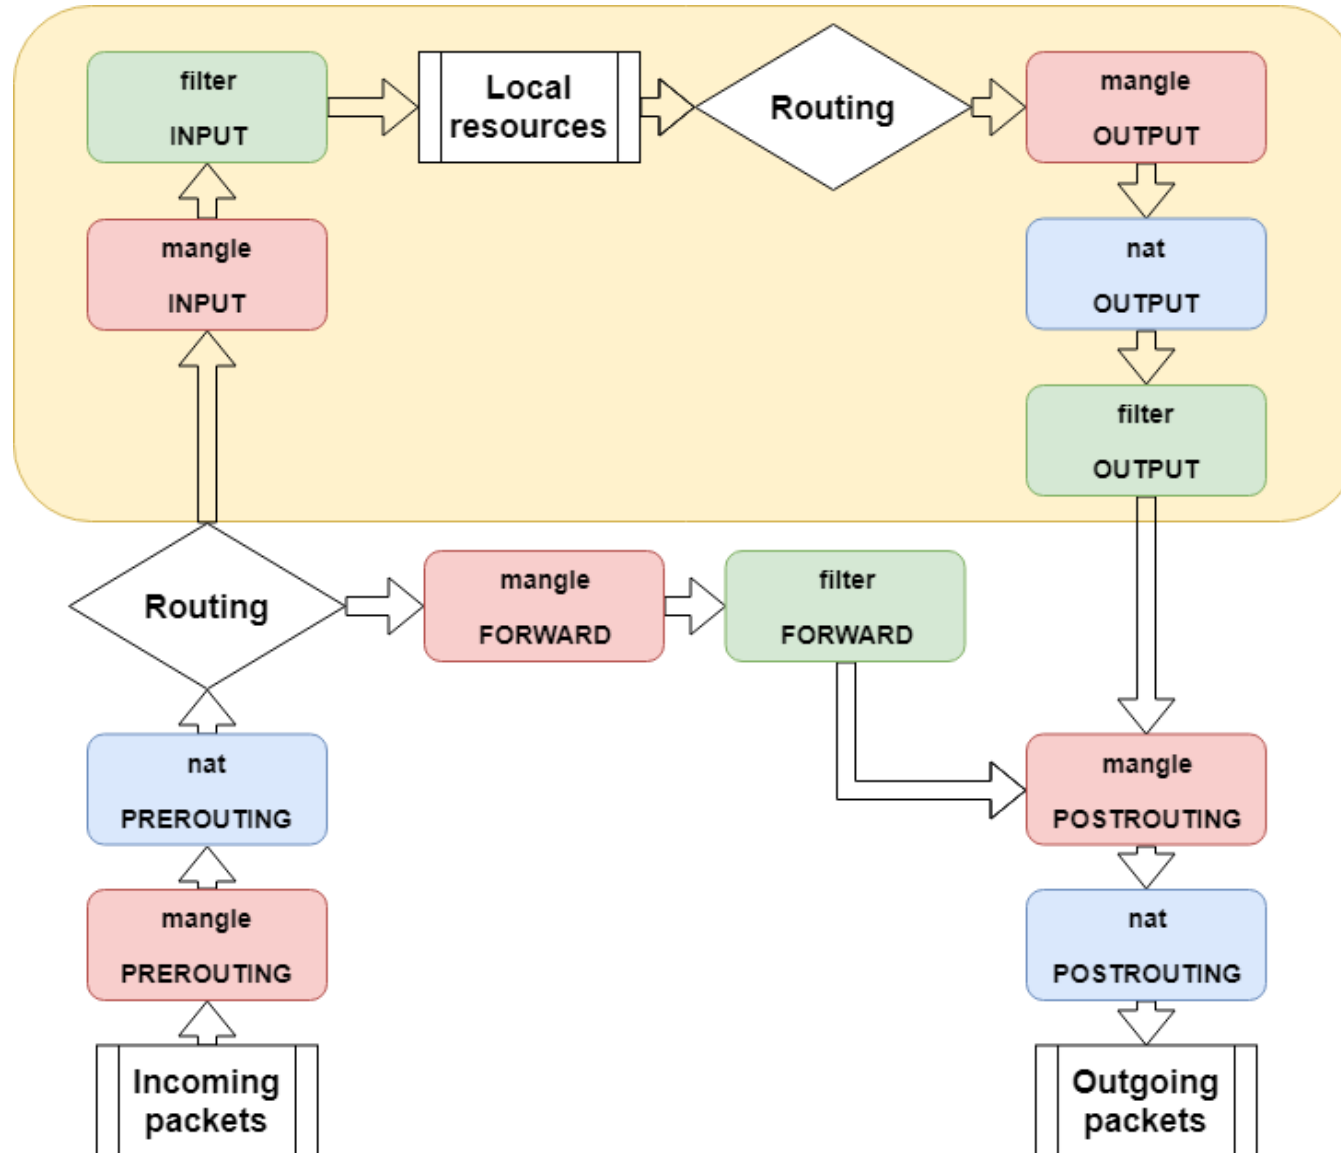 filter
INPUT
Local
resources
Routing
mangle
OUTPUT
mangle
INPUT
nat
OUTPUT
filter
OUTPUT
Routing
mangle
FORWARD
filter
FORWARD
nat
PREROUTING
mangle
POSTROUTING
mangle
PREROUTING
nat
POSTROUTING
Incoming
packets
Outgoing
packets